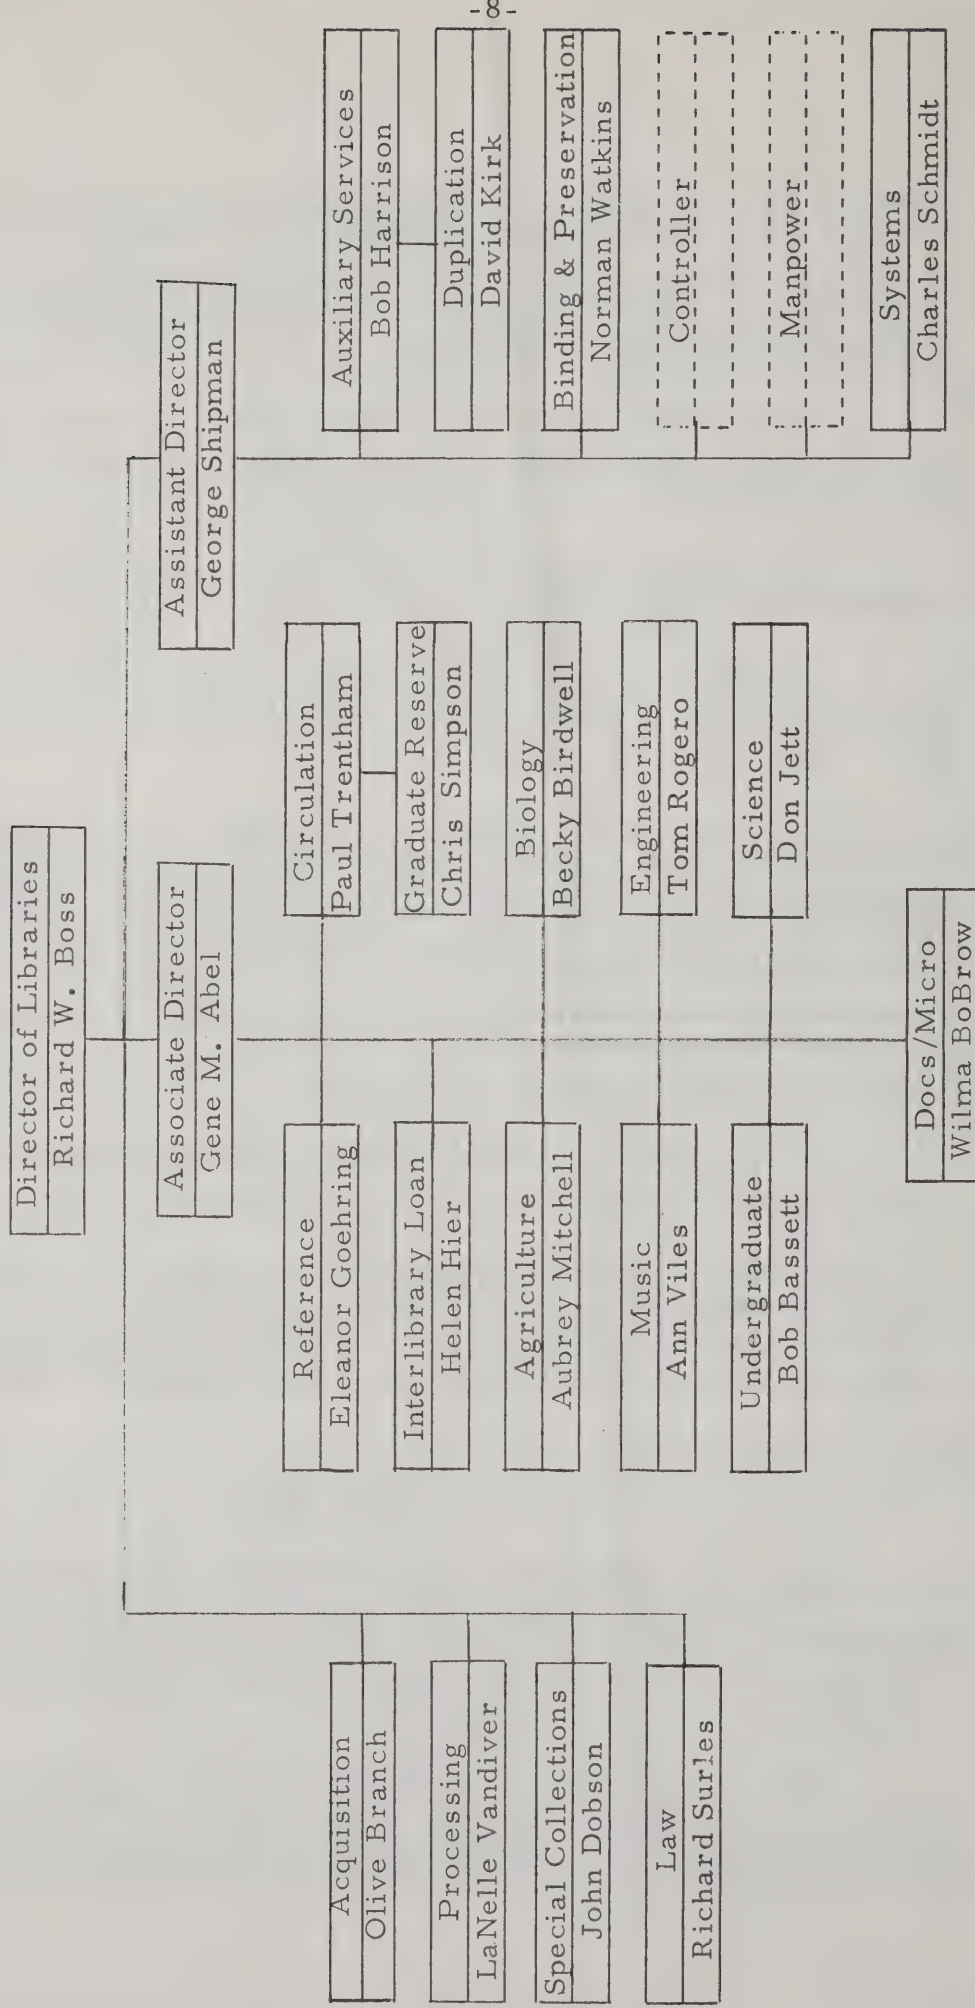 -8-
Director of Libraries
Richard W. Boss
Associate Director
Gene M. Abel
Assistant Director
George Shipman
Acquisition
Olive Branch
Processing
LaNelle Vandiver
Special Collections
John Dobson
Law
Richard Surles
Reference
Eleanor Goehring
Interlibrary Loan
Helen Hier
Agriculture
Aubrey Mitchell
Music
Ann Viles
Undergraduate
Bob Bassett
Circulation
Paul Trentham
Graduate Reserve
Chris Simpson
Biology
Becky Birdwell
Engineering
Tom Rogero
Science
Don Jett
Docs/Micro
Wilma BoBrow
Auxiliary Services
Bob Harrison
Duplication
David Kirk
Binding & Preservation
Norman Watkins
Controller
Manpower
Systems
Charles Schmidt